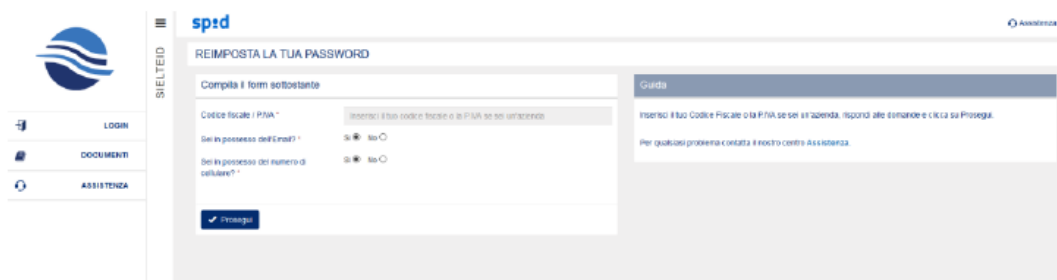 spid
Assistenza
SIELTEID
REIMPOSTA LA TUA PASSWORD
LOGIN
DOCUMENTI
ASSISTENZA
Compila il form sottostante
Codice fiscale / P.IVA *
Inserisci il tuo codice fiscale o la P.IVA se sei un'azienda
Sei in possesso dell'Email? *
Si No
Sei in possesso del numero di
cellulare? *
Si No
Prosegui
Guida
Inserisci il tuo Codice Fiscale o la P.IVA se sei un'azienda, rispondi alle domande e clicca su Prosegui.
Per qualsiasi problema contatta il nostro centro Assistenza.